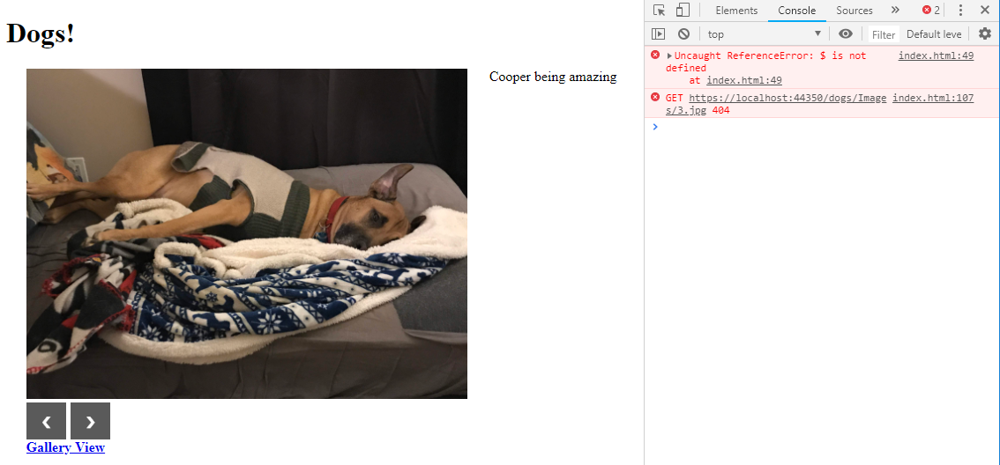 Dogs!
Cooper being amazing
‹ ›
Gallery View
Elements Console Sources » 2
top Filter Default leve
Uncaught ReferenceError: $ is not index.html:49
defined
at index.html:49
GET https://localhost:44350/dogs/Image index.html:107
s/3.jpg 404